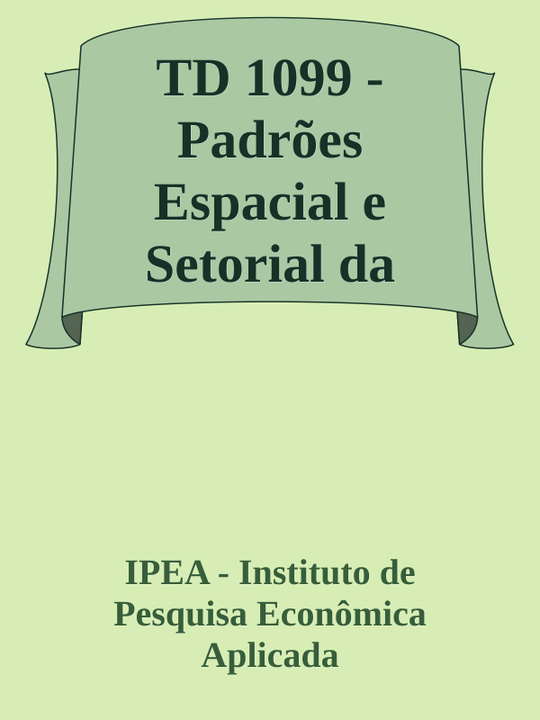 TD 1099 -
Padrões
Espacial e
Setorial da
IPEA - Instituto de
Pesquisa Econômica
Aplicada